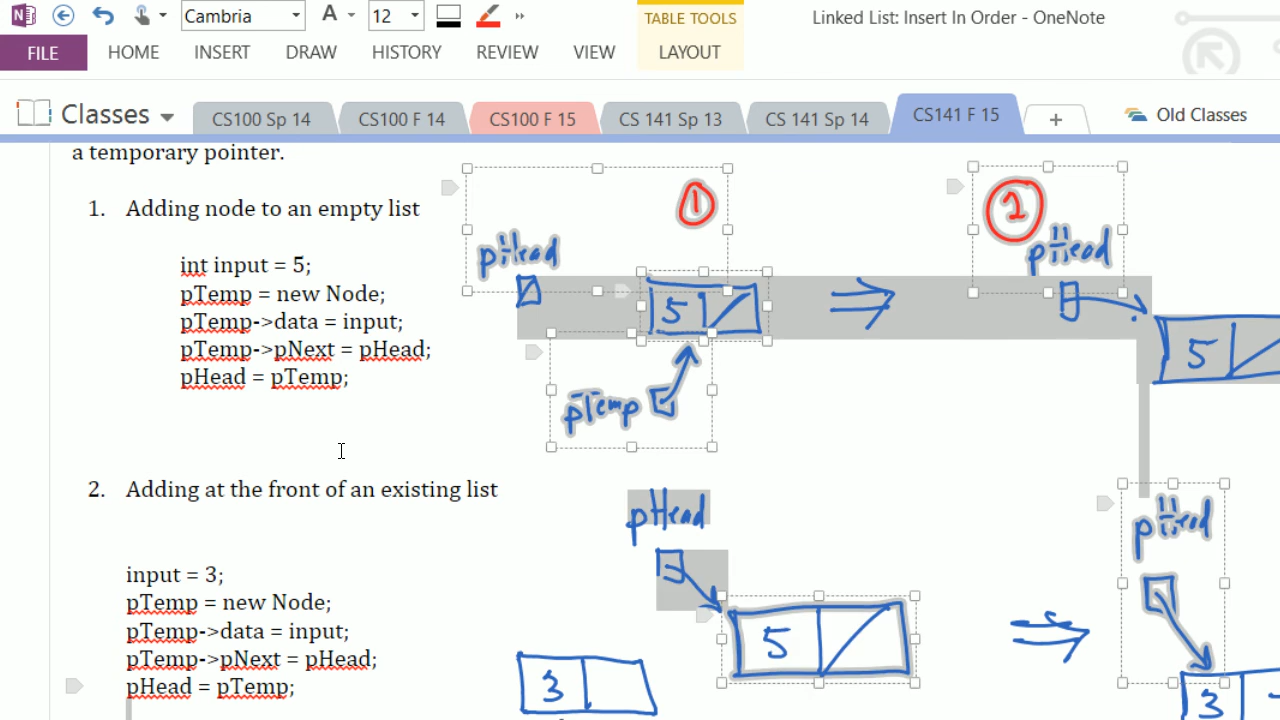 Cambria
A
12
TABLE TOOLS
Linked List: Insert In Order - OneNote
FILE
HOME
INSERT
DRAW
HISTORY
REVIEW
VIEW
LAYOUT
Classes
CS100 Sp 14
CS100 F 14
CS100 F 15
CS 141 Sp 13
CS 141 Sp 14
CS141 F 15
+
Old Classes
a temporary pointer.
1. Adding node to an empty list
1
2
pHead
pHead
int input = 5;
pTemp = new Node;
pTemp->data = input;
pTemp->pNext = pHead;
pHead = pTemp;
5
5
pTemp
2. Adding at the front of an existing list
pHead
pHead
input = 3;
pTemp = new Node;
pTemp->data = input;
pTemp->pNext = pHead;
pHead = pTemp;
5
3
3